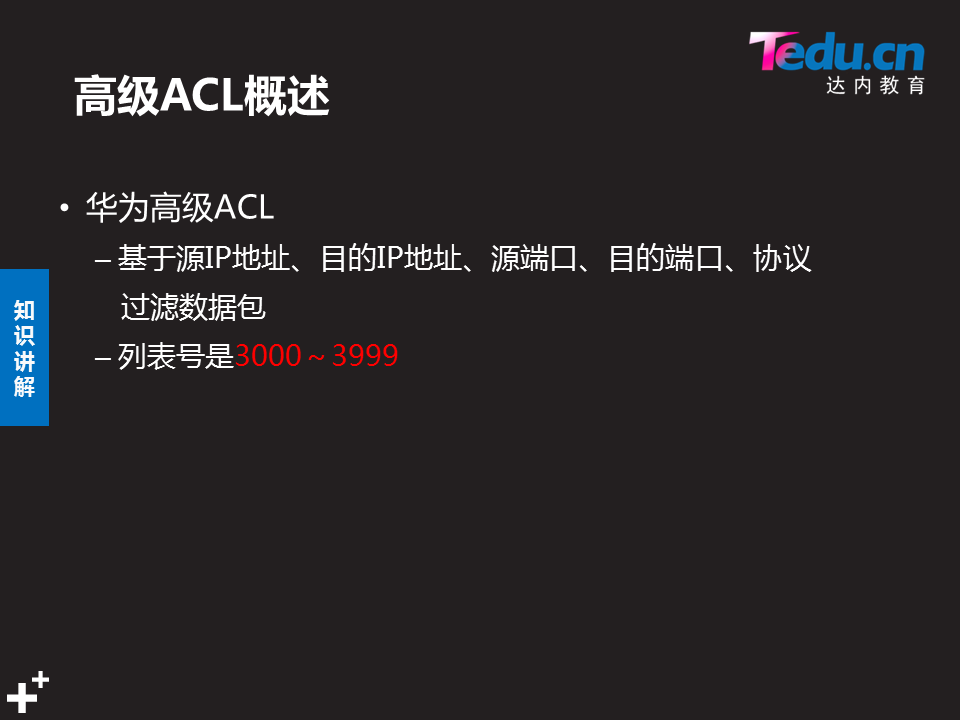 Tedu.cn
达内教育
高级ACL概述
• 华为高级ACL
– 基于源IP地址、目的IP地址、源端口、目的端口、协议
过滤数据包
– 列表号是3000～3999
知
识
讲
解